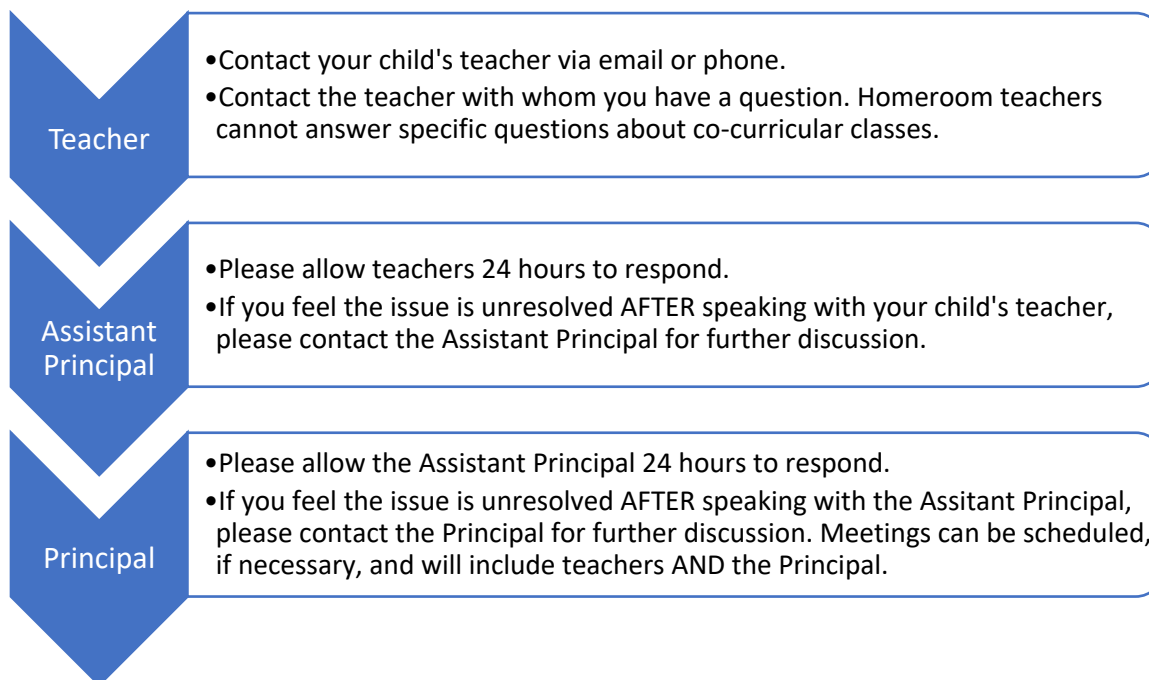 Teacher
•Contact your child's teacher via email or phone.
•Contact the teacher with whom you have a question. Homeroom teachers
cannot answer specific questions about co-curricular classes.
Assistant
Principal
•Please allow teachers 24 hours to respond.
•If you feel the issue is unresolved AFTER speaking with your child's teacher,
please contact the Assistant Principal for further discussion.
Principal
•Please allow the Assistant Principal 24 hours to respond.
•If you feel the issue is unresolved AFTER speaking with the Assitant Principal,
please contact the Principal for further discussion. Meetings can be scheduled,
if necessary, and will include teachers AND the Principal.